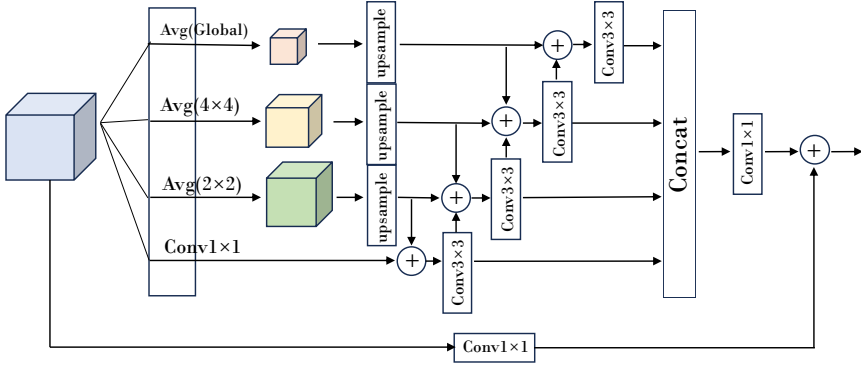 Avg(Global)
upsample
Conv3×3
+
Avg(4×4)
upsample
Conv3×3
+
Concat
Conv1×1
+
Avg(2×2)
upsample
Conv3×3
+
Conv1×1
Conv3×3
+
Conv1×1